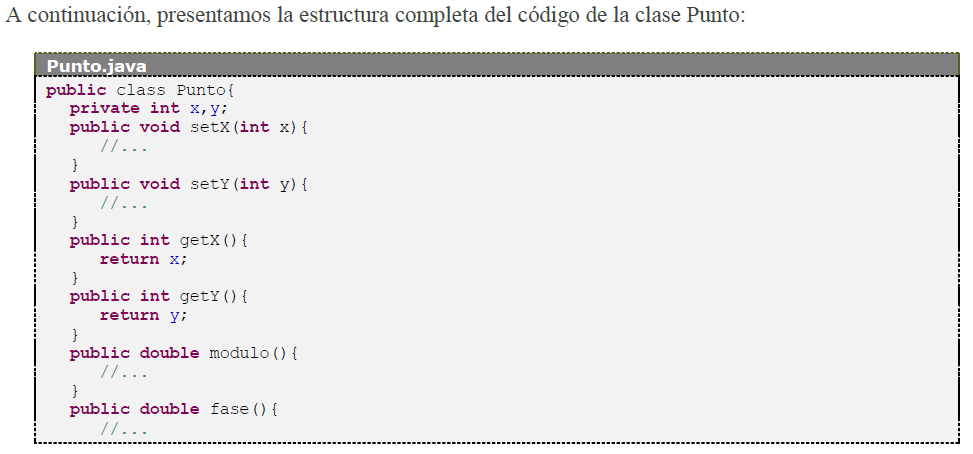 A continuación, presentamos la estructura completa del código de la clase Punto:
Punto.java
public class Punto{
private int x,y;
public void setX(int x){
//...
}
public void setY(int y){
//...
}
public int getX(){
return x;
}
public int getY(){
return y;
}
public double modulo(){
//...
}
public double fase(){
//...